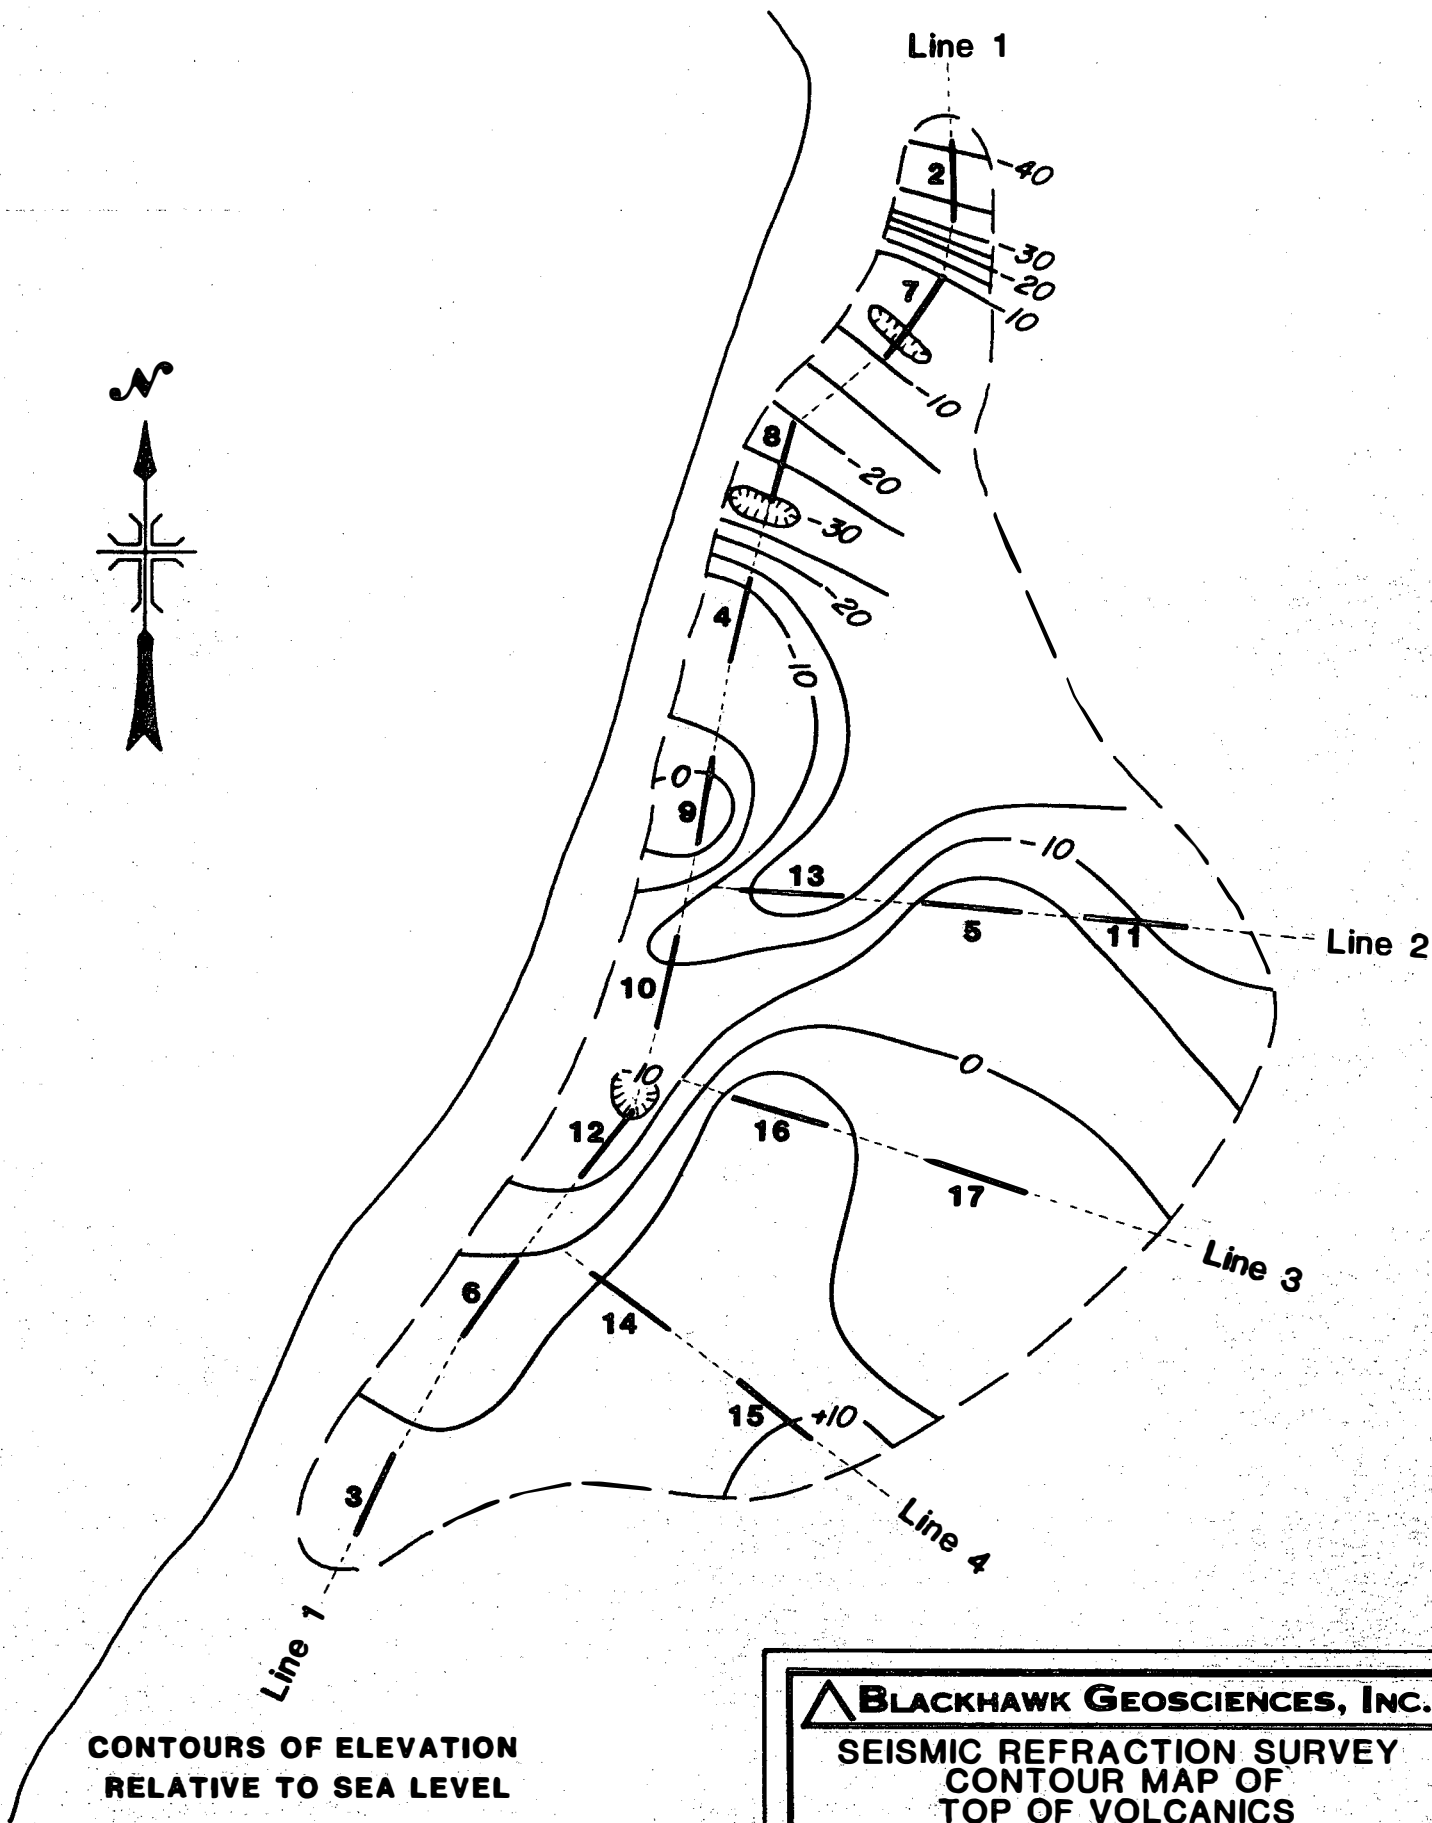 Line 1
2
-40
-30
-20
7
10
-10
8
-20
-30
4
-20
-10
0
9
13
-10
5
11
Line 2
10
-10
0
12
16
17
Line 3
6
14
15
+10
3
Line 4
Line 1
N
CONTOURS OF ELEVATION
RELATIVE TO SEA LEVEL
BLACKHAWK GEOSCIENCES, INC.
SEISMIC REFRACTION SURVEY
CONTOUR MAP OF
TOP OF VOLCANICS